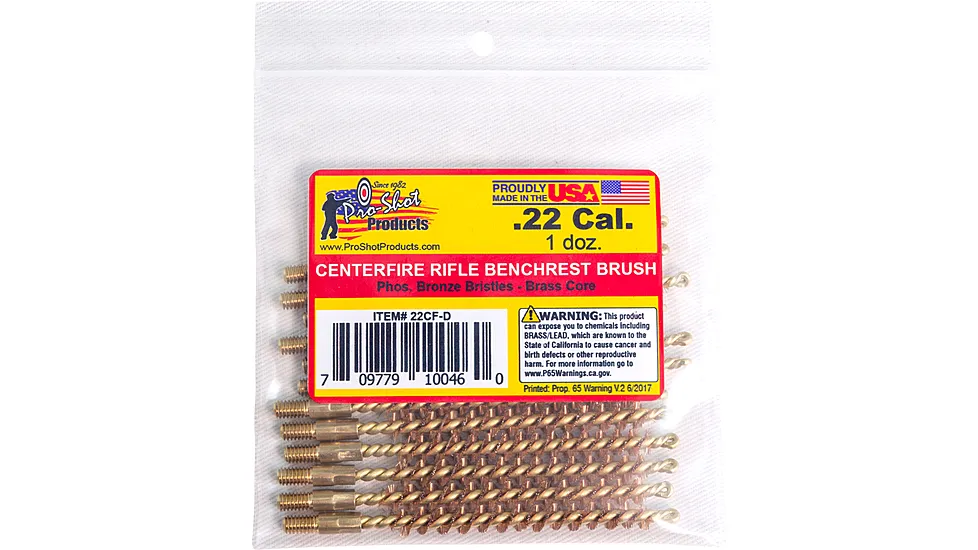 Since 1982
Pro-Shot
Products
www.ProShotProducts.com
PROUDLY
MADE IN THE USA
.22 Cal.
1 doz.
CENTERFIRE RIFLE BENCHREST BRUSH
Phos. Bronze Bristles - Brass Core
ITEM# 22CF-D
7 09779 10046 0
WARNING: This product
can expose you to chemicals including
BRASS/LEAD, which are known to the
State of California to cause cancer and
birth defects or other reproductive
harm. For more information go to
www.P65Warnings.ca.gov.
Printed: Prop. 65 Warning V.2 6/2017